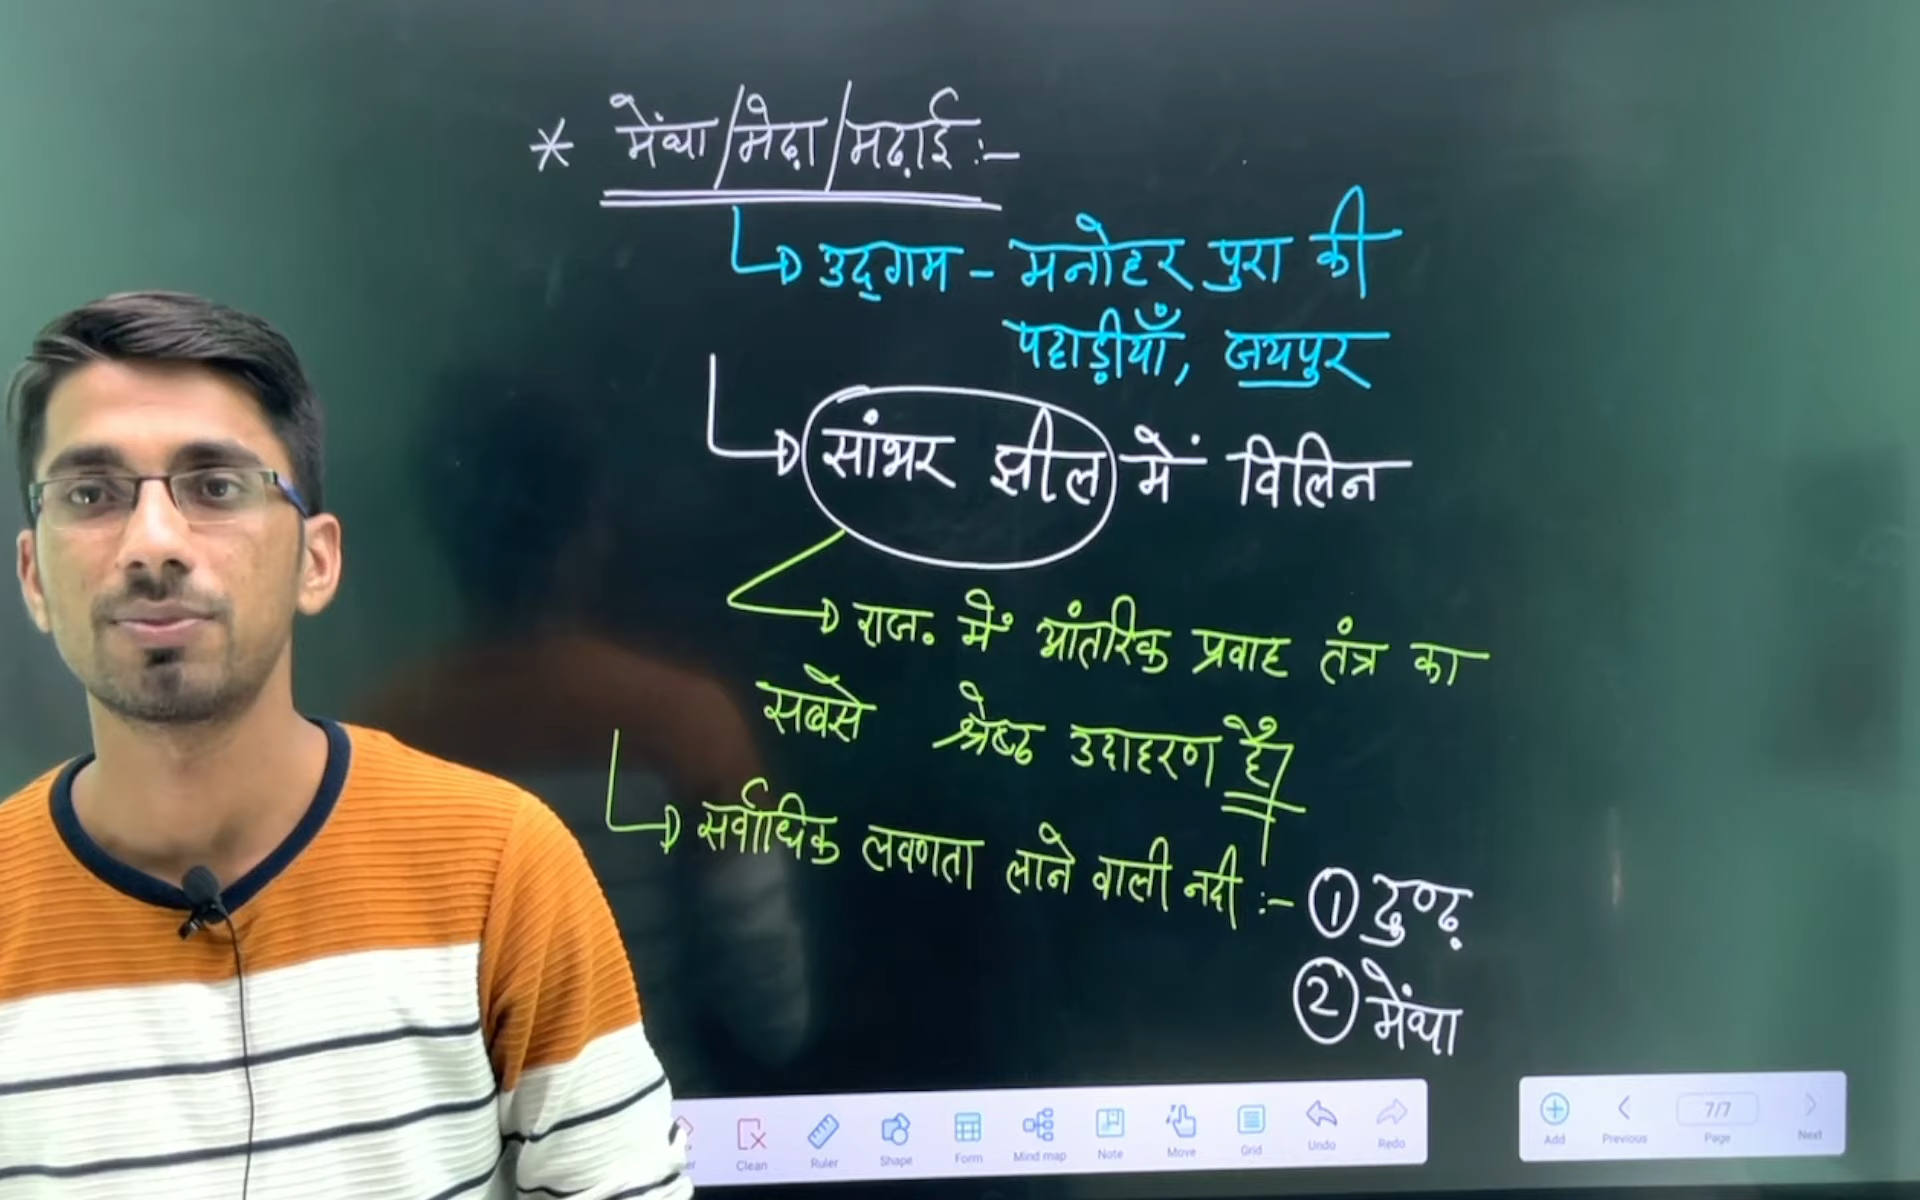 * मेंथा/मेढ़ा/मढ़ाई :-
उद्गम - मनोहर पुरा की
पहाड़ीयाँ, जयपुर
सांभर झील में विलिन
राज. में आंतरिक प्रवाह तंत्र का
सबसे श्रेष्ठ उदाहरण है।
सर्वाधिक लवणता लाने वाली नदी :- ① ढुण्ढ़
② मेंथा
Clean Ruler Shape Form Mind map Note Move Grid Undo Redo
Add Previous 7/7 Page Next